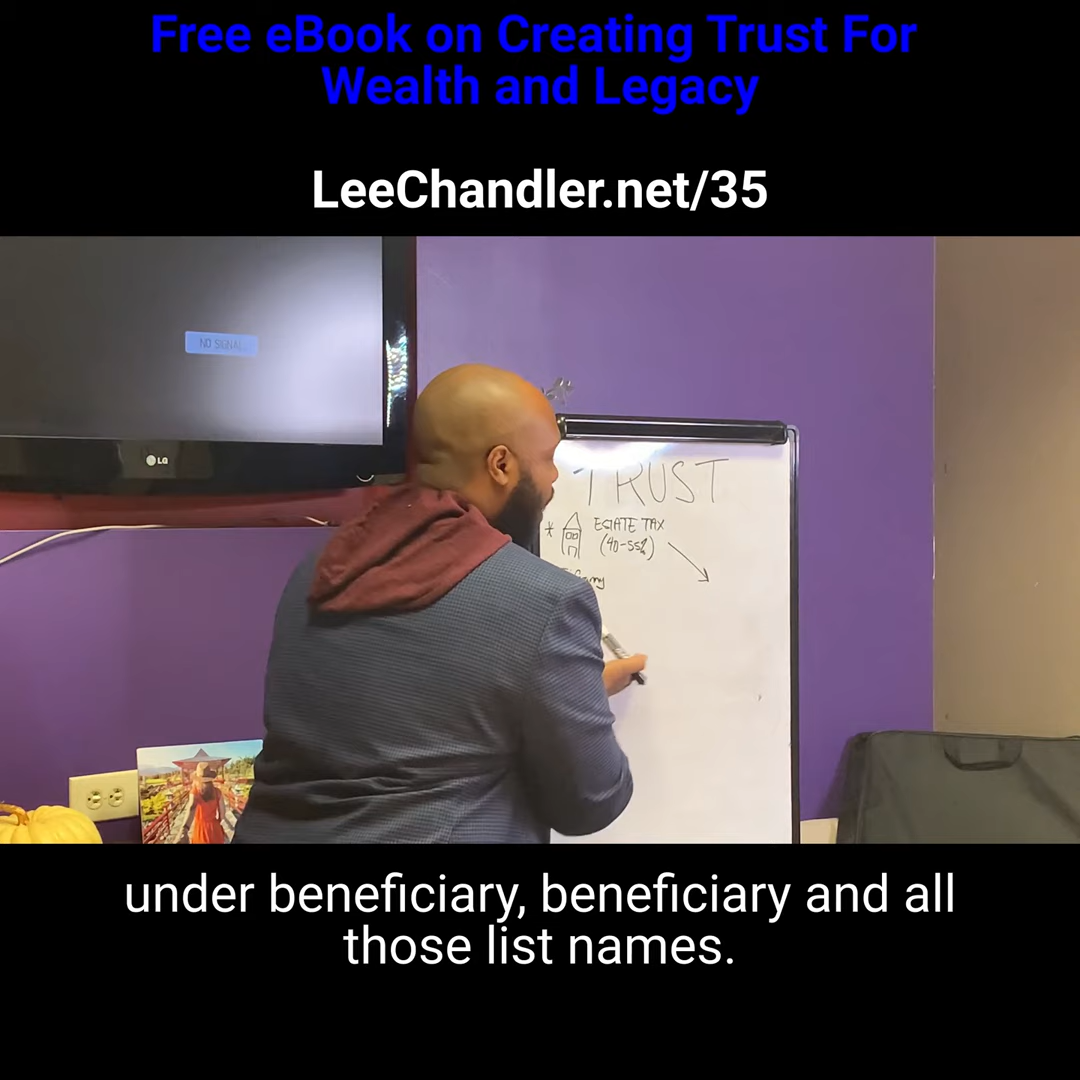 Free eBook on Creating Trust For
Wealth and Legacy
LeeChandler.net/35
NO SIGNAL
LG
TRUST
* ESTATE TAX
(40-55%)
under beneficiary, beneficiary and all
those list names.